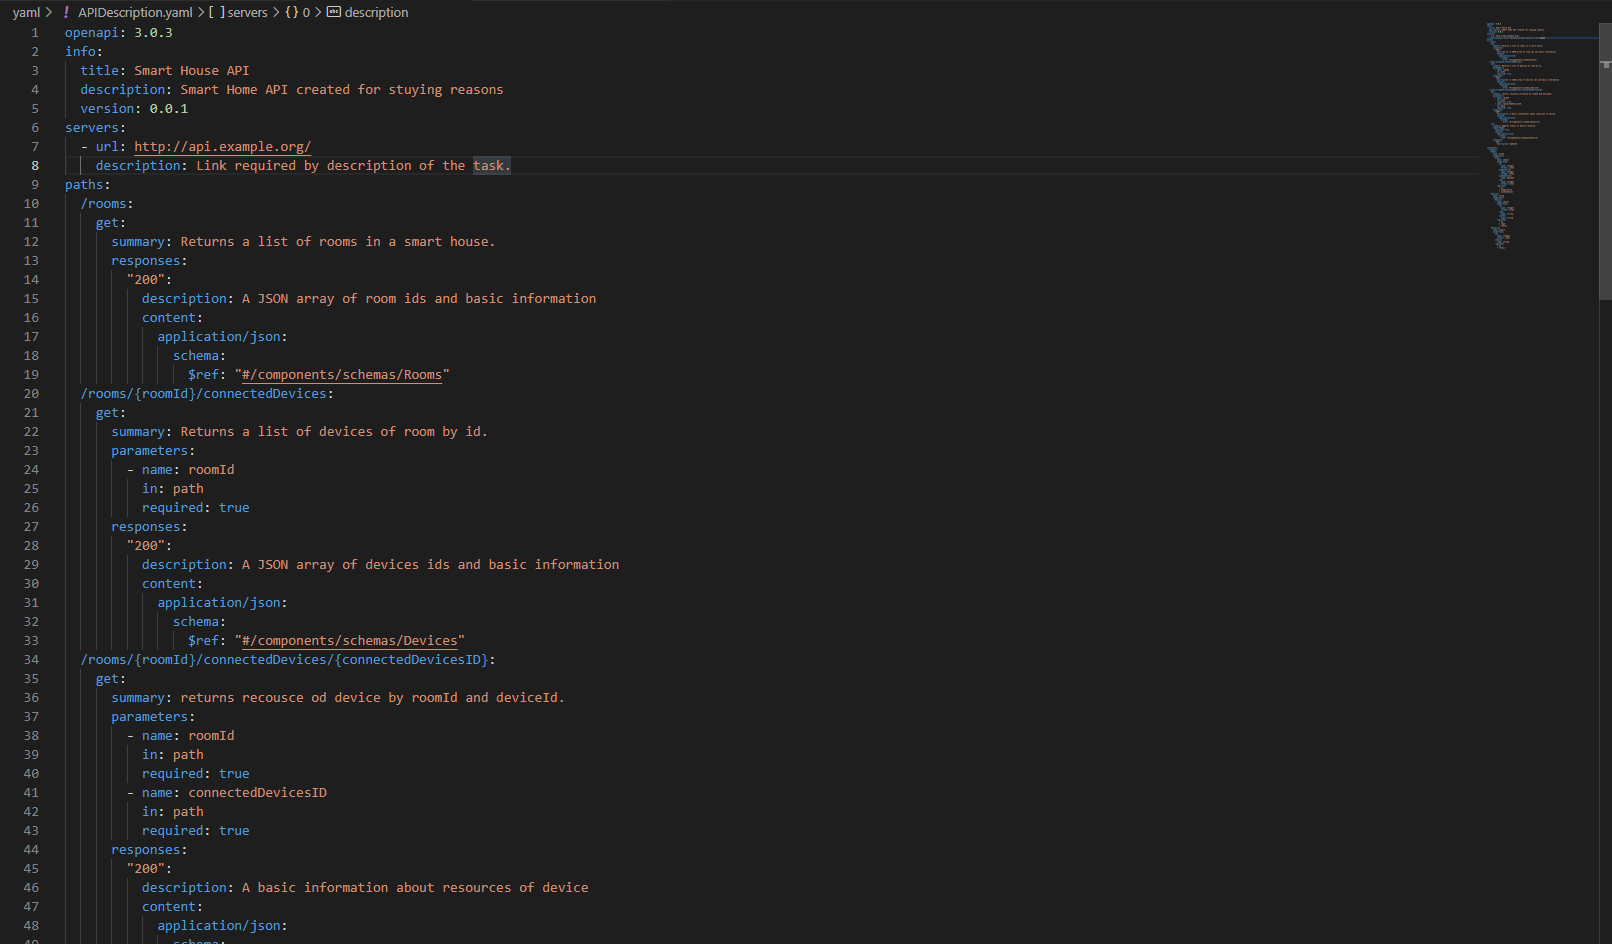 yaml > ! APIDescription.yaml > [ ] servers > {} 0 > abc description
1 openapi: 3.0.3
2 info:
3 title: Smart House API
4 description: Smart Home API created for stuying reasons
5 version: 0.0.1
6 servers:
7 - url: http://api.example.org/
8 description: Link required by description of the task.
9 paths:
10 /rooms:
11 get:
12 summary: Returns a list of rooms in a smart house.
13 responses:
14 "200":
15 description: A JSON array of room ids and basic information
16 content:
17 application/json:
18 schema:
19 $ref: "#/components/schemas/Rooms"
20 /rooms/{roomId}/connectedDevices:
21 get:
22 summary: Returns a list of devices of room by id.
23 parameters:
24 - name: roomId
25 in: path
26 required: true
27 responses:
28 "200":
29 description: A JSON array of devices ids and basic information
30 content:
31 application/json:
32 schema:
33 $ref: "#/components/schemas/Devices"
34 /rooms/{roomId}/connectedDevices/{connectedDevicesID}:
35 get:
36 summary: returns recousce od device by roomId and deviceId.
37 parameters:
38 - name: roomId
39 in: path
40 required: true
41 - name: connectedDevicesID
42 in: path
43 required: true
44 responses:
45 "200":
46 description: A basic information about resources of device
47 content:
48 application/json:
49 schema: